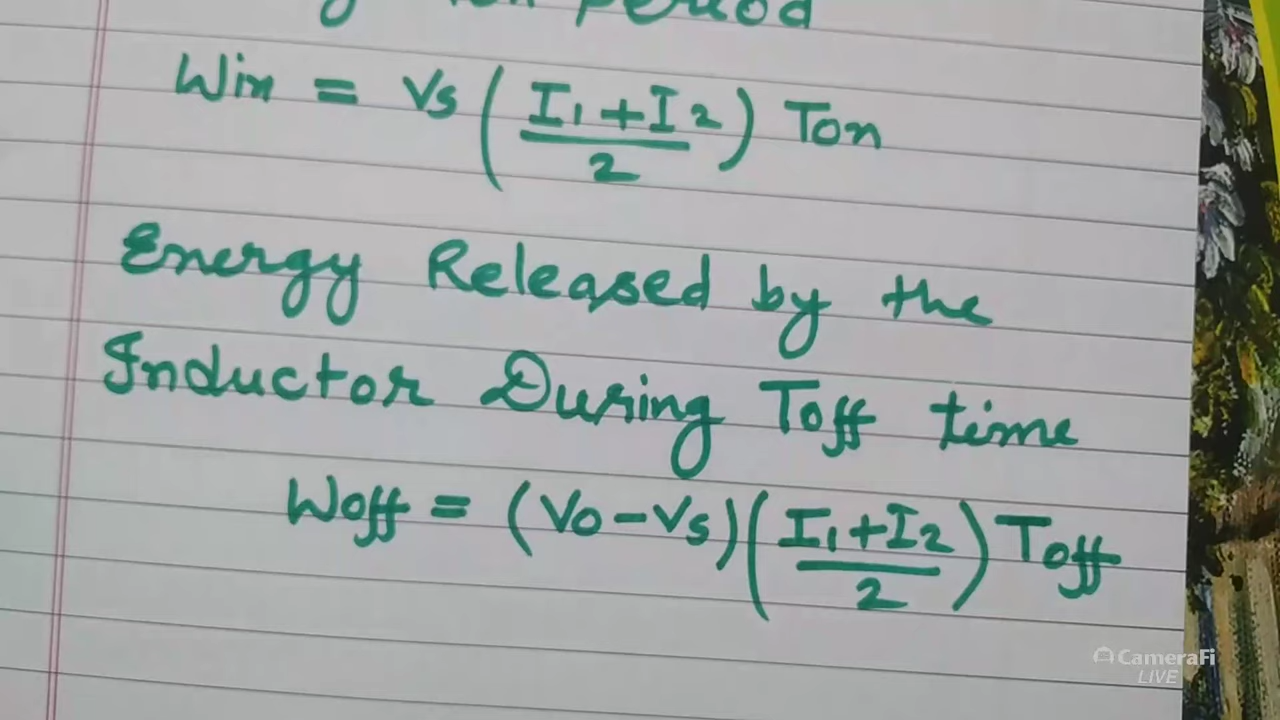 period
Win = Vs (I1 + I2 / 2) Ton
Energy Released by the
Inductor During Toff time
Woff = (Vo - Vs) (I1 + I2 / 2) Toff
CameraFi
LIVE